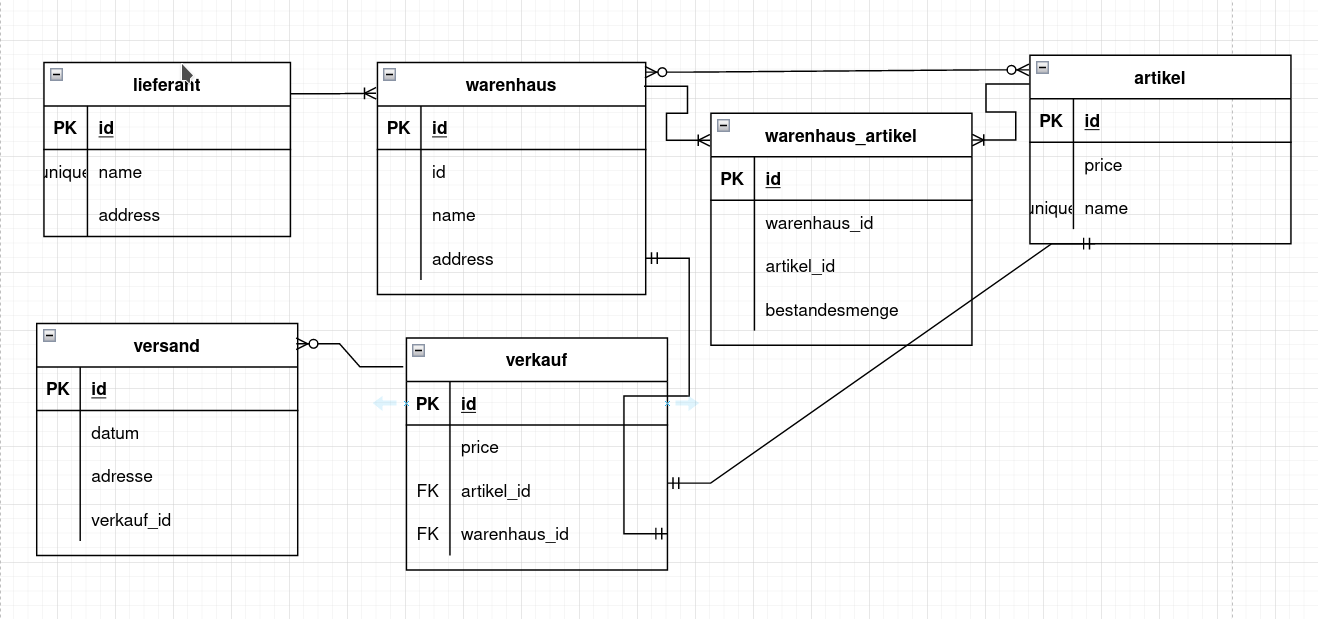 lieferant
PK id
unique name
address
warenhaus
PK id
id
name
address
warenhaus_artikel
PK id
warenhaus_id
artikel_id
bestandesmenge
artikel
PK id
price
unique name
versand
PK id
datum
adresse
verkauf_id
verkauf
PK id
price
FK artikel_id
FK warenhaus_id